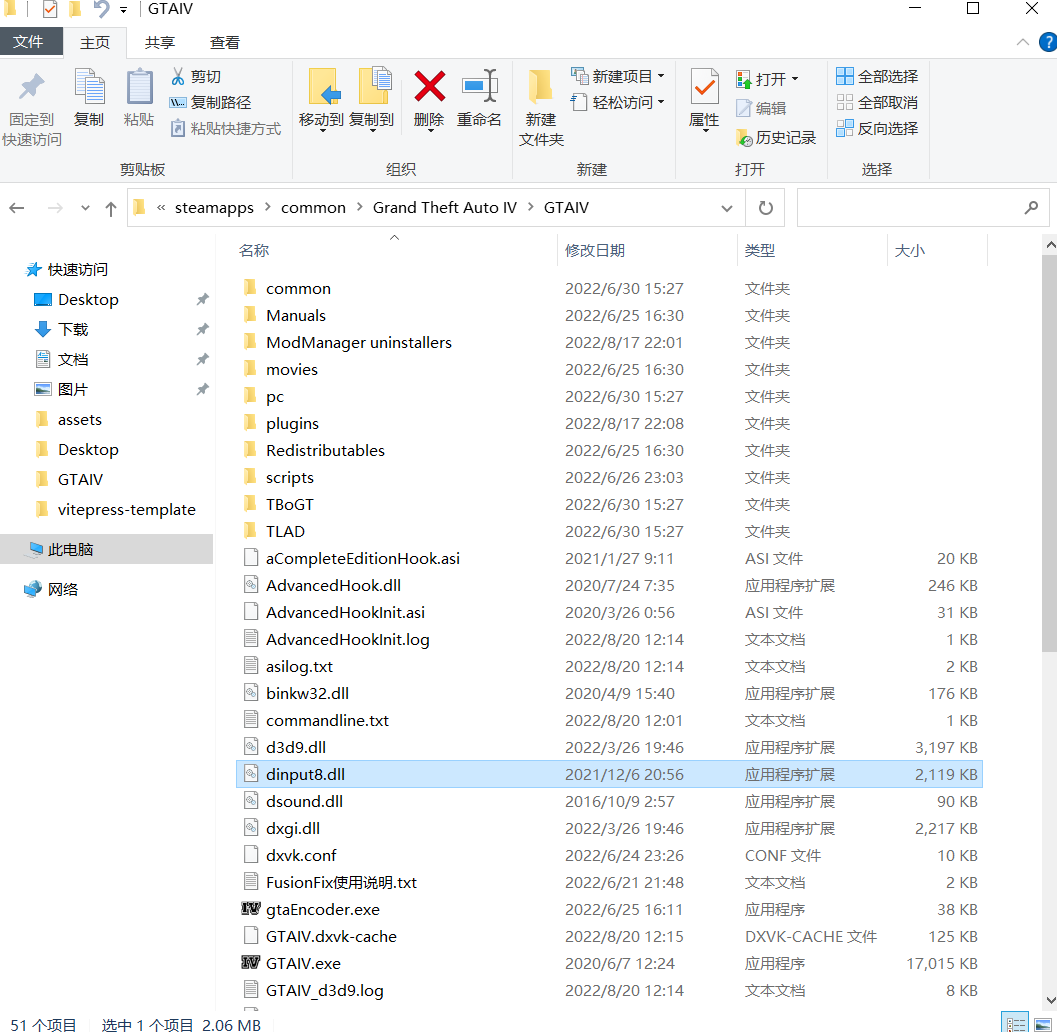 GTAIV
文件 主页 共享 查看
固定到快速访问 复制 粘贴 剪切 复制路径 粘贴快捷方式 移动到 复制到 删除 重命名 新建文件夹 新建项目 轻松访问 属性 打开 编辑 历史记录 全部选择 全部取消 反向选择
剪贴板 组织 新建 打开 选择
« steamapps > common > Grand Theft Auto IV > GTAIV
名称 修改日期 类型 大小
快速访问
Desktop
下载
文档
图片
assets
Desktop
GTAIV
vitepress-template
此电脑
网络
common 2022/6/30 15:27 文件夹
Manuals 2022/6/25 16:30 文件夹
ModManager uninstallers 2022/8/17 22:01 文件夹
movies 2022/6/25 16:30 文件夹
pc 2022/6/30 15:27 文件夹
plugins 2022/8/17 22:08 文件夹
Redistributables 2022/6/25 16:30 文件夹
scripts 2022/6/26 23:03 文件夹
TBoGT 2022/6/30 15:27 文件夹
TLAD 2022/6/30 15:27 文件夹
aCompleteEditionHook.asi 2021/1/27 9:11 ASI 文件 20 KB
AdvancedHook.dll 2020/7/24 7:35 应用程序扩展 246 KB
AdvancedHookInit.asi 2020/3/26 0:56 ASI 文件 31 KB
AdvancedHookInit.log 2022/8/20 12:14 文本文档 1 KB
asilog.txt 2022/8/20 12:14 文本文档 2 KB
binkw32.dll 2020/4/9 15:40 应用程序扩展 176 KB
commandline.txt 2022/8/20 12:01 文本文档 1 KB
d3d9.dll 2022/3/26 19:46 应用程序扩展 3,197 KB
dinput8.dll 2021/12/6 20:56 应用程序扩展 2,119 KB
dsound.dll 2016/10/9 2:57 应用程序扩展 90 KB
dxgi.dll 2022/3/26 19:46 应用程序扩展 2,217 KB
dxvk.conf 2022/6/24 23:26 CONF 文件 10 KB
FusionFix使用说明.txt 2022/6/21 21:48 文本文档 2 KB
gtaEncoder.exe 2022/6/25 16:11 应用程序 38 KB
GTAIV.dxvk-cache 2022/8/20 12:15 DXVK-CACHE 文件 125 KB
GTAIV.exe 2020/6/7 12:24 应用程序 17,015 KB
GTAIV_d3d9.log 2022/8/20 12:14 文本文档 8 KB
51 个项目 选中 1 个项目 2.06 MB